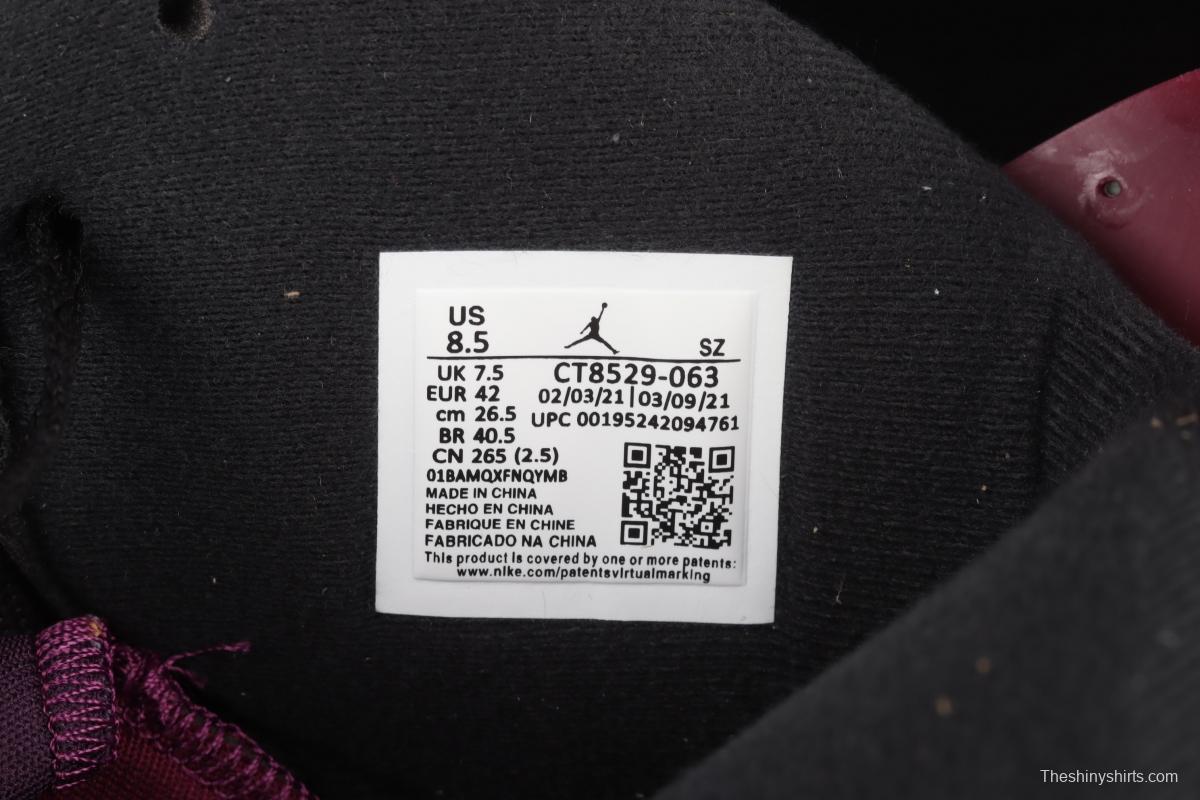 US
8.5
SZ
UK 7.5
EUR 42
cm 26.5
BR 40.5
CN 265 (2.5)
CT8529-063
02/03/21|03/09/21
UPC 00195242094761
01BAMQXFNQYMB
MADE IN CHINA
HECHO EN CHINA
FABRIQUE EN CHINE
FABRICADO NA CHINA
This product is covered by one or more patents:
www.nike.com/patentsvirtualmarking
Theshinyshirts.com